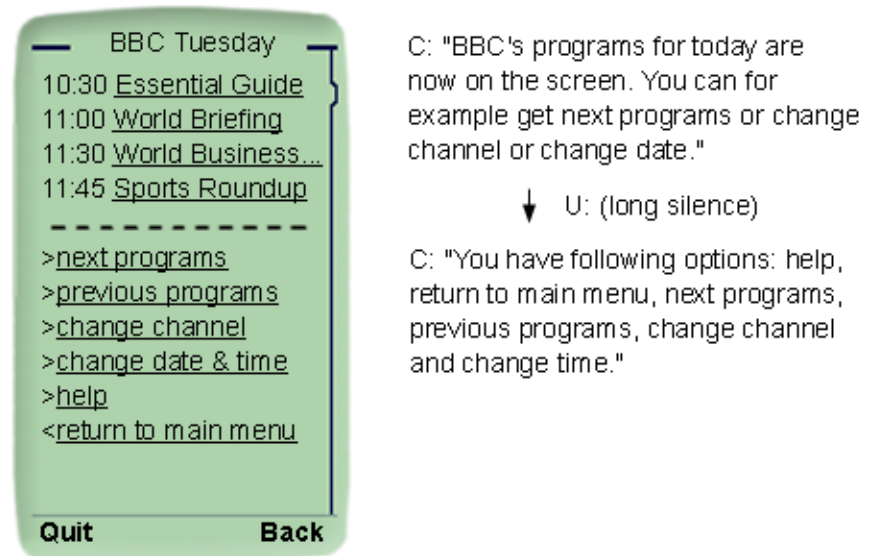 BBC Tuesday
10:30 Essential Guide
11:00 World Briefing
11:30 World Business...
11:45 Sports Roundup
>next programs
>previous programs
>change channel
>change date & time
>help
<return to main menu
Quit Back
C: "BBC's programs for today are
now on the screen. You can for
example get next programs or change
channel or change date."
U: (long silence)
C: "You have following options: help,
return to main menu, next programs,
previous programs, change channel
and change time."